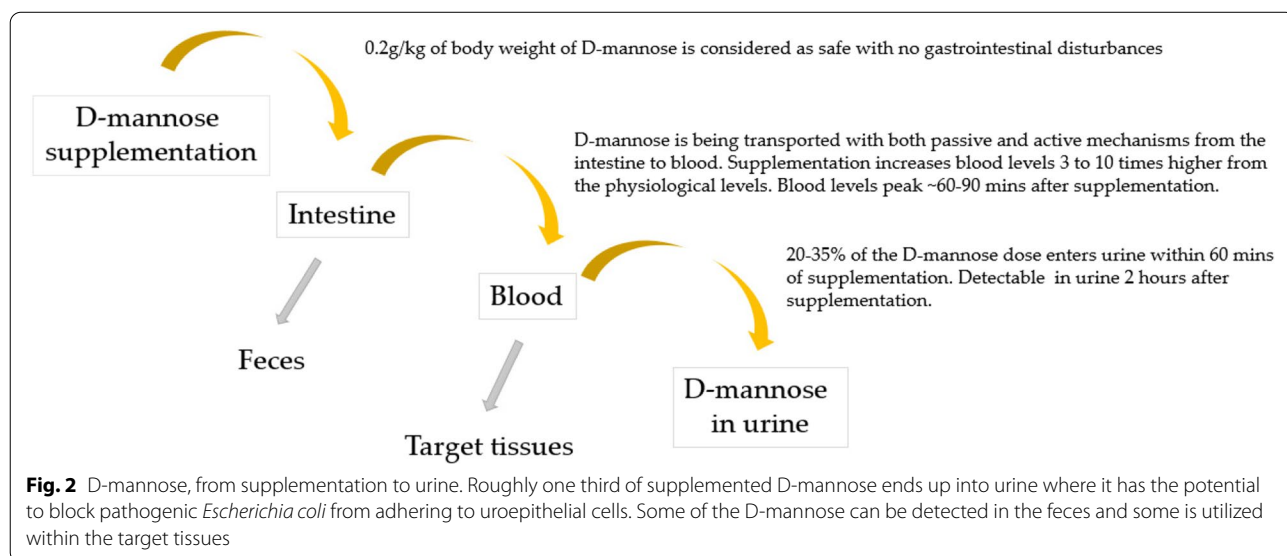 0.2g/kg of body weight of D-mannose is considered as safe with no gastrointestinal disturbances
D-mannose
supplementation
D-mannose is being transported with both passive and active mechanisms from the
intestine to blood. Supplementation increases blood levels 3 to 10 times higher from
the physiological levels. Blood levels peak ~60-90 mins after supplementation.
Intestine
20-35% of the D-mannose dose enters urine within 60 mins
of supplementation. Detectable in urine 2 hours after
supplementation.
Blood
Feces
D-mannose
in urine
Target tissues
Fig. 2 D-mannose, from supplementation to urine. Roughly one third of supplemented D-mannose ends up into urine where it has the potential
to block pathogenic Escherichia coli from adhering to uroepithelial cells. Some of the D-mannose can be detected in the feces and some is utilized
within the target tissues